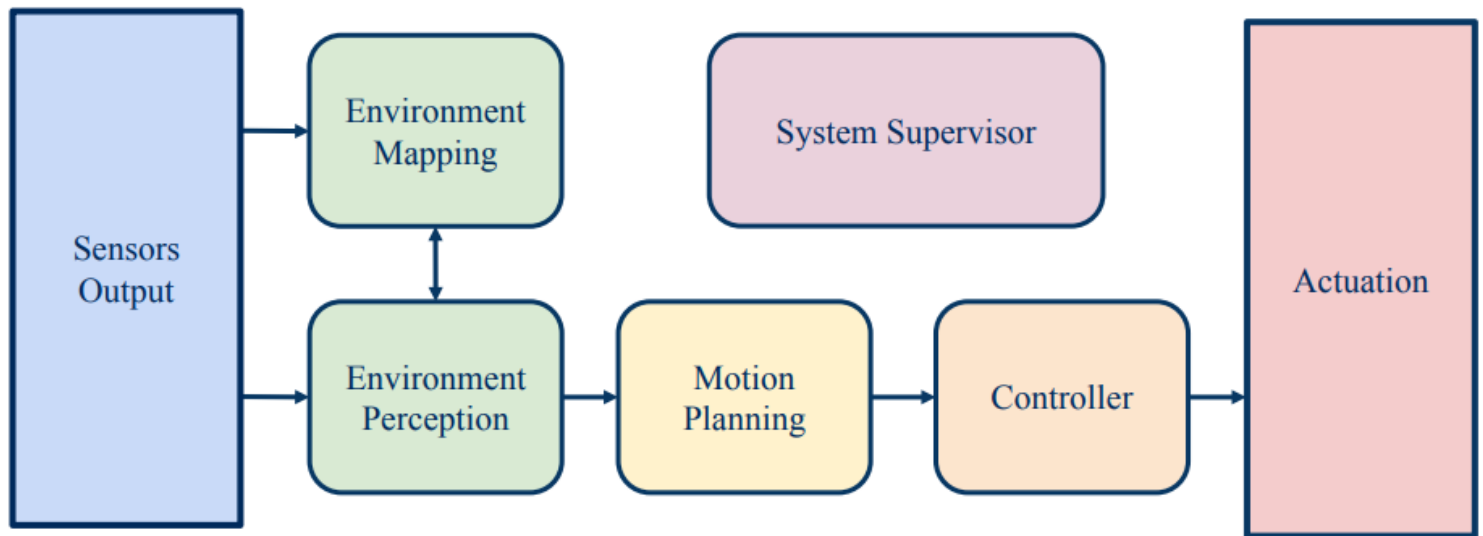 Sensors
Output
Environment
Mapping
System Supervisor
Environment
Perception
Motion
Planning
Controller
Actuation